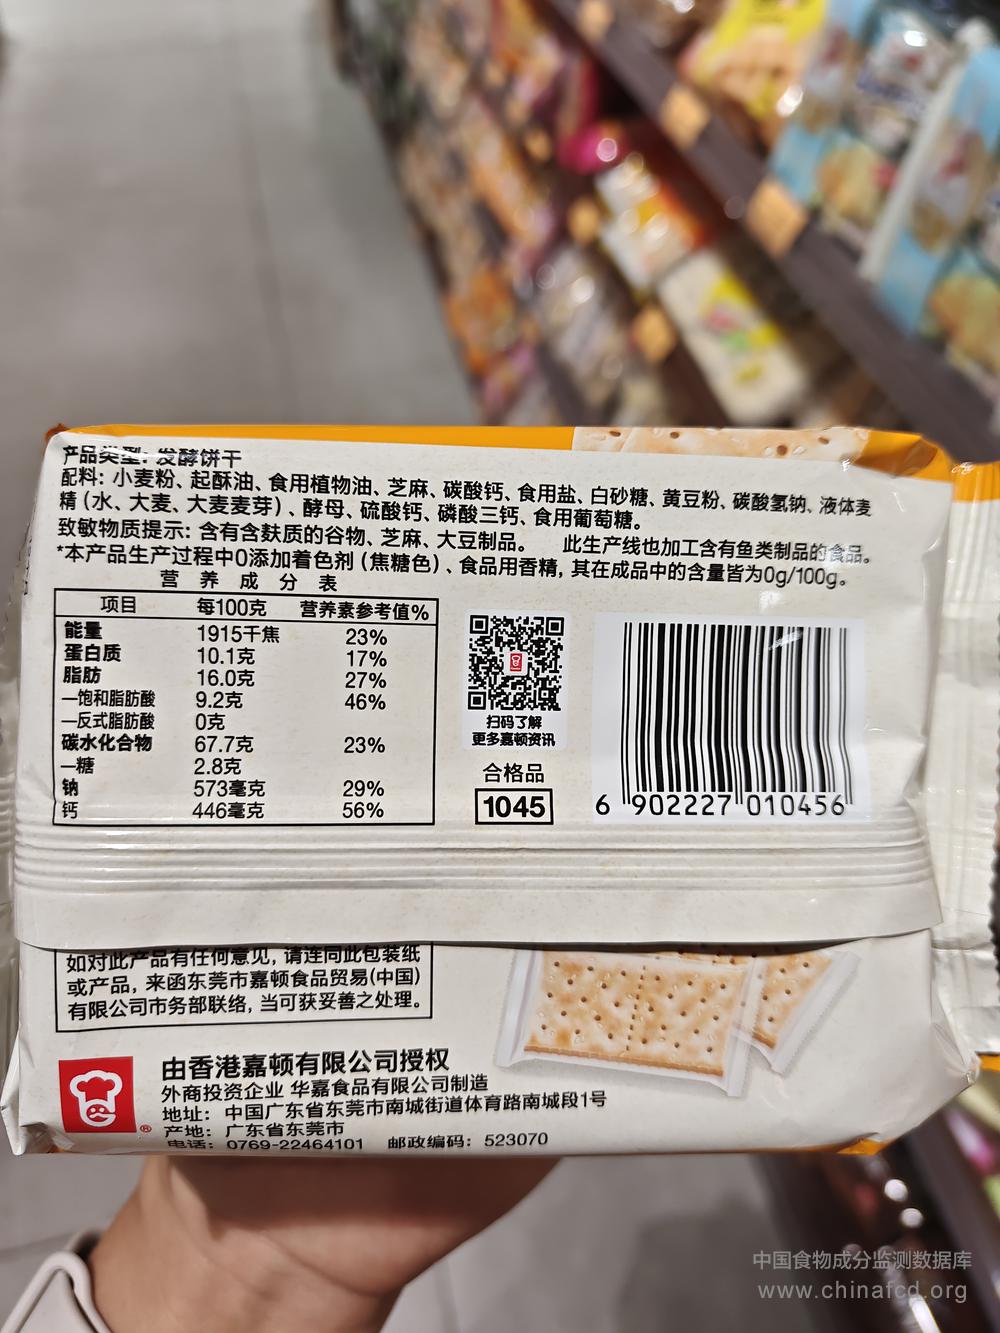 产品类型: 发酵饼干
配料: 小麦粉、起酥油、食用植物油、芝麻、碳酸钙、食用盐、白砂糖、黄豆粉、碳酸氢钠、液体麦
精 (水、大麦、大麦麦芽) 、酵母、硫酸钙、磷酸三钙、食用葡萄糖。
致敏物质提示: 含有含麸质的谷物、芝麻、大豆制品。 此生产线也加工含有鱼类制品的食品。
*本产品生产过程中0添加着色剂 (焦糖色) 、食品用香精, 其在成品中的含量皆为0g/100g。
营 养 成 分 表
项目 每100克 营养素参考值%
能量 1915千焦 23%
蛋白质 10.1克 17%
脂肪 16.0克 27%
—饱和脂肪酸 9.2克 46%
—反式脂肪酸 0克
碳水化合物 67.7克 23%
—糖 2.8克
钠 573毫克 29%
钙 446毫克 56%
扫码了解
更多嘉顿资讯
合格品
1045
6 902227 010456
如对此产品有任何意见, 请连同此包装纸
或产品, 来函东莞市嘉顿食品贸易(中国)
有限公司市务部联络, 当可获妥善之处理。
由香港嘉顿有限公司授权
外商投资企业 华嘉食品有限公司制造
地址: 中国广东省东莞市南城街道体育路南城段1号
产地: 广东省东莞市
电话: 0769-22464101 邮政编码: 523070
®
中国食物成分监测数据库
www.chinafcd.org